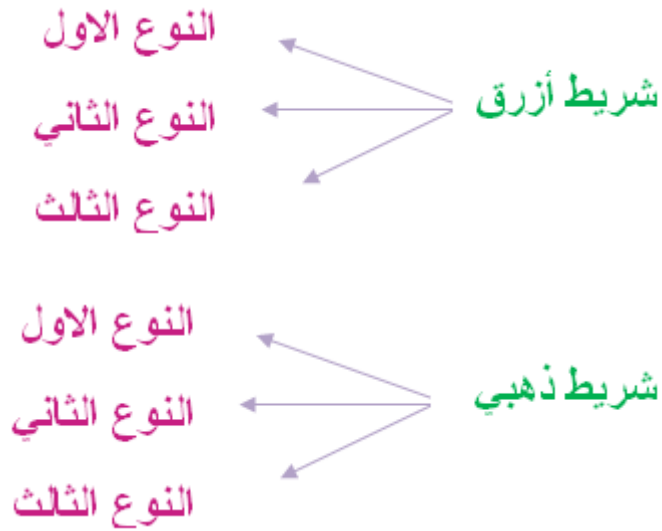 النوع الاول
شريط أزرق
النوع الثاني
النوع الثالث
النوع الاول
شريط ذهبي
النوع الثاني
النوع الثالث